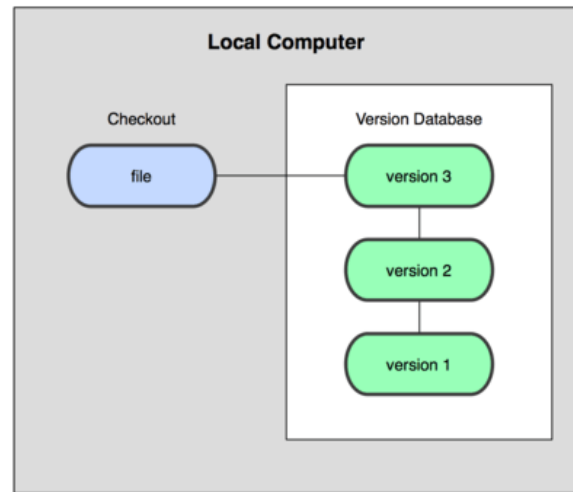 Local Computer
Checkout
Version Database
file
version 3
version 2
version 1